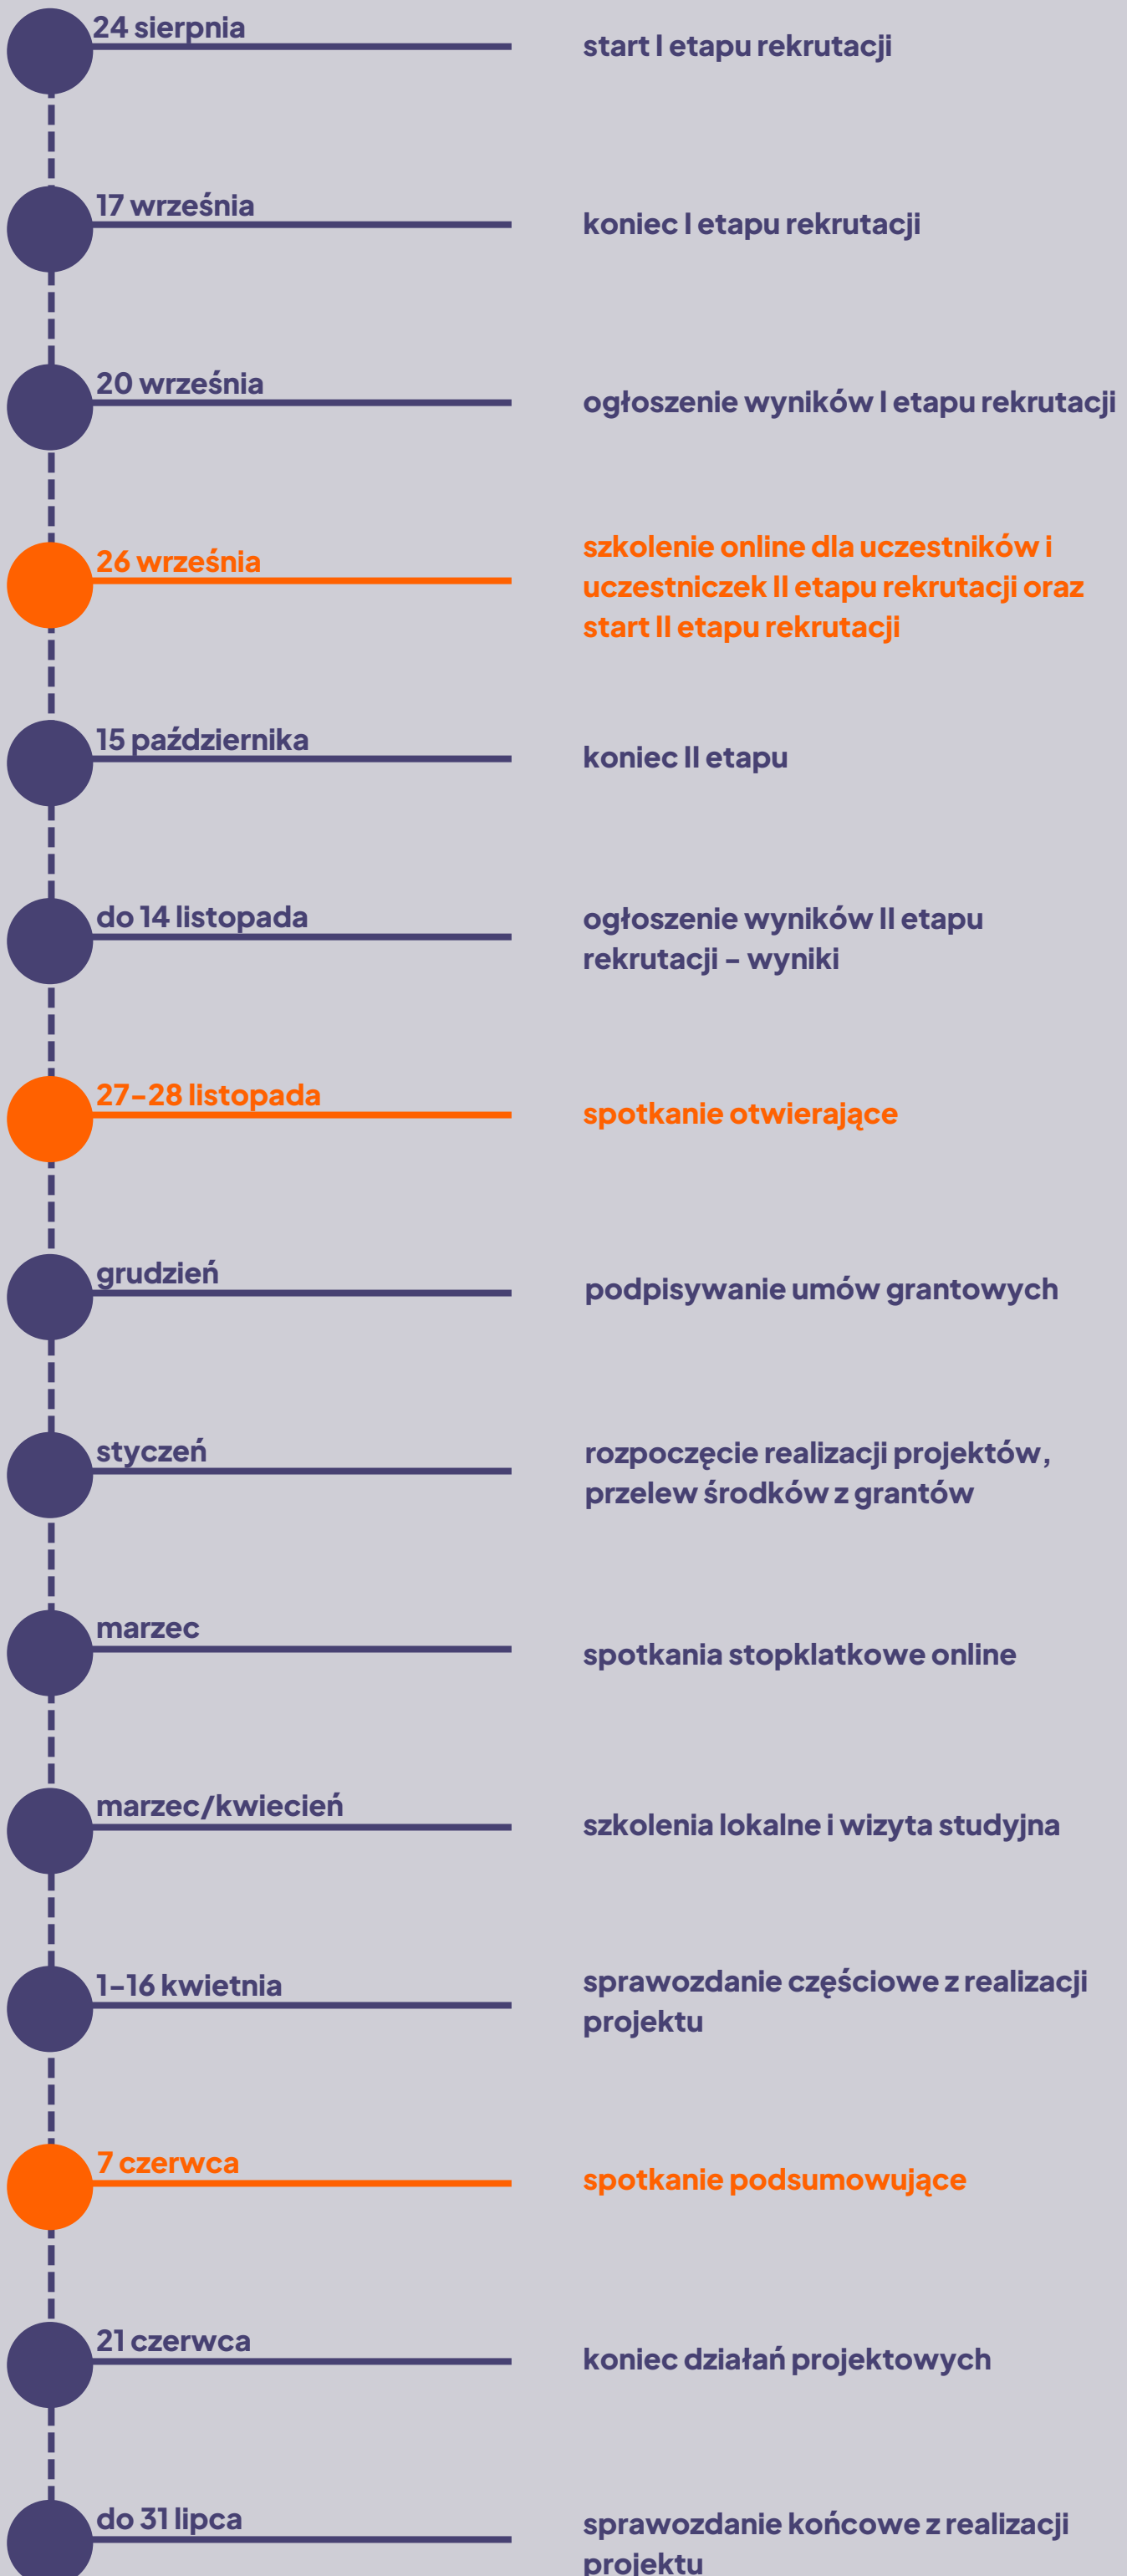 24 sierpnia
start I etapu rekrutacji
17 września
koniec I etapu rekrutacji
20 września
ogłoszenie wyników I etapu rekrutacji
26 września
szkolenie online dla uczestników i
uczestniczek II etapu rekrutacji oraz
start II etapu rekrutacji
15 października
koniec II etapu
do 14 listopada
ogłoszenie wyników II etapu
rekrutacji – wyniki
27–28 listopada
spotkanie otwierające
grudzień
podpisywanie umów grantowych
styczeń
rozpoczęcie realizacji projektów,
przelew środków z grantów
marzec
spotkania stopklatkowe online
marzec/kwiecień
szkolenia lokalne i wizyta studyjna
1–16 kwietnia
sprawozdanie częściowe z realizacji
projektu
7 czerwca
spotkanie podsumowujące
21 czerwca
koniec działań projektowych
do 31 lipca
sprawozdanie końcowe z realizacji
projektu